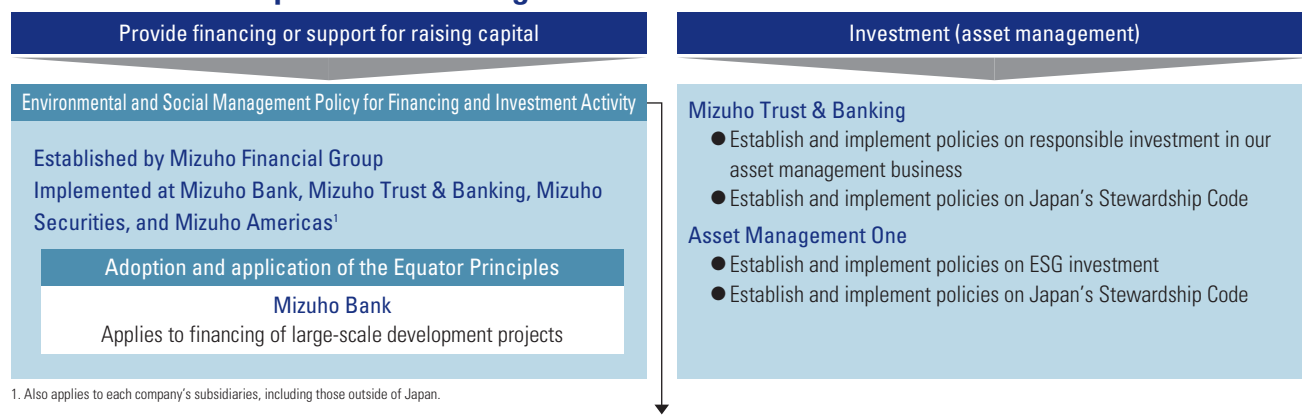 Provide financing or support for raising capital
Environmental and Social Management Policy for Financing and Investment Activity
Established by Mizuho Financial Group
Implemented at Mizuho Bank, Mizuho Trust & Banking, Mizuho
Securities, and Mizuho Americas¹
Adoption and application of the Equator Principles
Mizuho Bank
Applies to financing of large-scale development projects
1. Also applies to each company's subsidiaries, including those outside of Japan.
Investment (asset management)
Mizuho Trust & Banking
● Establish and implement policies on responsible investment in our
asset management business
● Establish and implement policies on Japan's Stewardship Code
Asset Management One
● Establish and implement policies on ESG investment
● Establish and implement policies on Japan's Stewardship Code